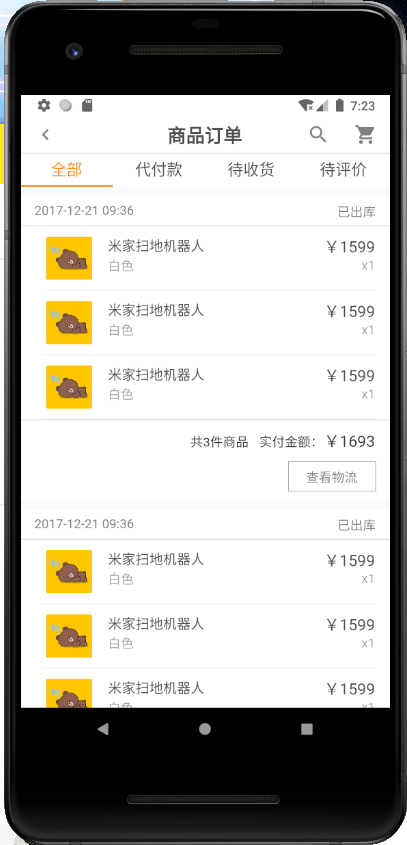 7:23
商品订单
全部 代付款 待收货 待评价
2017-12-21 09:36 已出库
米家扫地机器人 ￥1599
白色 x1
米家扫地机器人 ￥1599
白色 x1
米家扫地机器人 ￥1599
白色 x1
共3件商品 实付金额：￥1693
查看物流
2017-12-21 09:36 已出库
米家扫地机器人 ￥1599
白色 x1
米家扫地机器人 ￥1599
白色 x1
米家扫地机器人 ￥1599
白色 x1